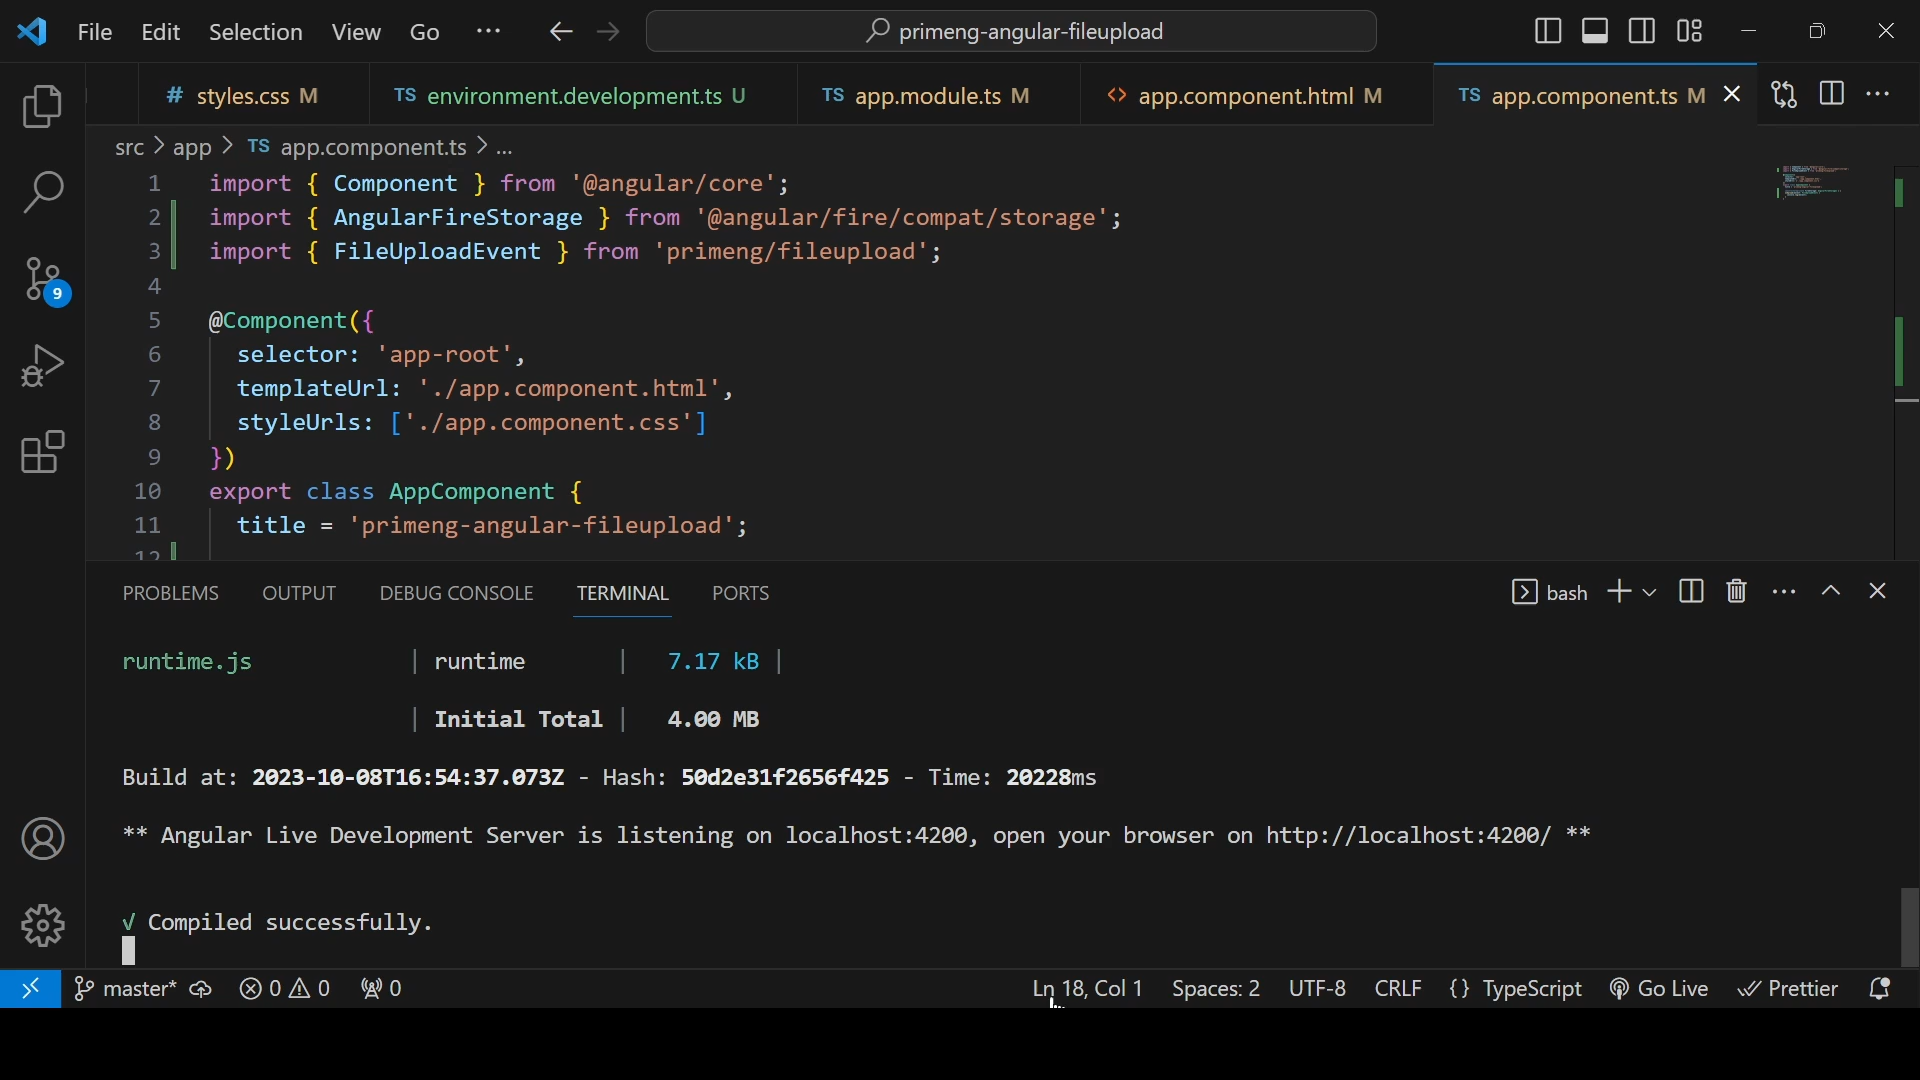 File Edit Selection View Go ··· primeng-angular-fileupload
# styles.css M TS environment.development.ts U TS app.module.ts M <> app.component.html M TS app.component.ts M
src > app > TS app.component.ts > ...
1 import { Component } from '@angular/core';
2 import { AngularFireStorage } from '@angular/fire/compat/storage';
3 import { FileUploadEvent } from 'primeng/fileupload';
4
5 @Component({
6 selector: 'app-root',
7 templateUrl: './app.component.html',
8 styleUrls: ['./app.component.css']
9 })
10 export class AppComponent {
11 title = 'primeng-angular-fileupload';
12
9
PROBLEMS OUTPUT DEBUG CONSOLE TERMINAL PORTS bash
runtime.js | runtime | 7.17 kB |
| Initial Total | 4.00 MB
Build at: 2023-10-08T16:54:37.073Z - Hash: 50d2e31f2656f425 - Time: 20228ms
** Angular Live Development Server is listening on localhost:4200, open your browser on http://localhost:4200/ **
√ Compiled successfully.
master* 0 0 0 Ln 18, Col 1 Spaces: 2 UTF-8 CRLF {} TypeScript Go Live Prettier